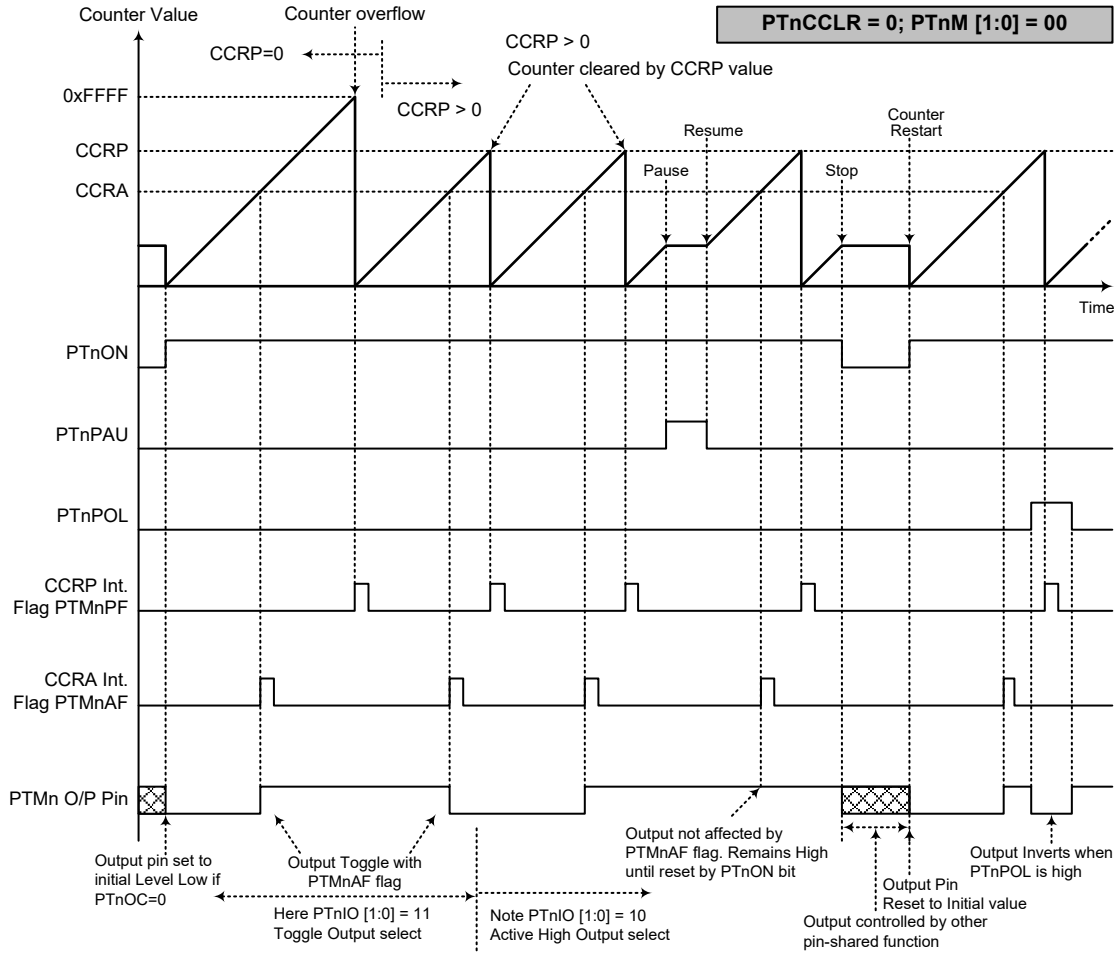 Counter Value
Counter overflow
PTnCCLR = 0; PTnM [1:0] = 00
CCRP=0
CCRP > 0
CCRP > 0
Counter cleared by CCRP value
0xFFFF
CCRP
CCRA
Pause
Resume
Stop
Counter
Restart
Time
PTnON
PTnPAU
PTnPOL
CCRP Int.
Flag PTMnPF
CCRA Int.
Flag PTMnAF
PTMn O/P Pin
Output pin set to
initial Level Low if
PTnOC=0
Output Toggle with
PTMnAF flag
Here PTnIO [1:0] = 11
Toggle Output select
Note PTnIO [1:0] = 10
Active High Output select
Output not affected by
PTMnAF flag. Remains High
until reset by PTnON bit
Output Pin
Reset to Initial value
Output controlled by other
pin-shared function
Output Inverts when
PTnPOL is high